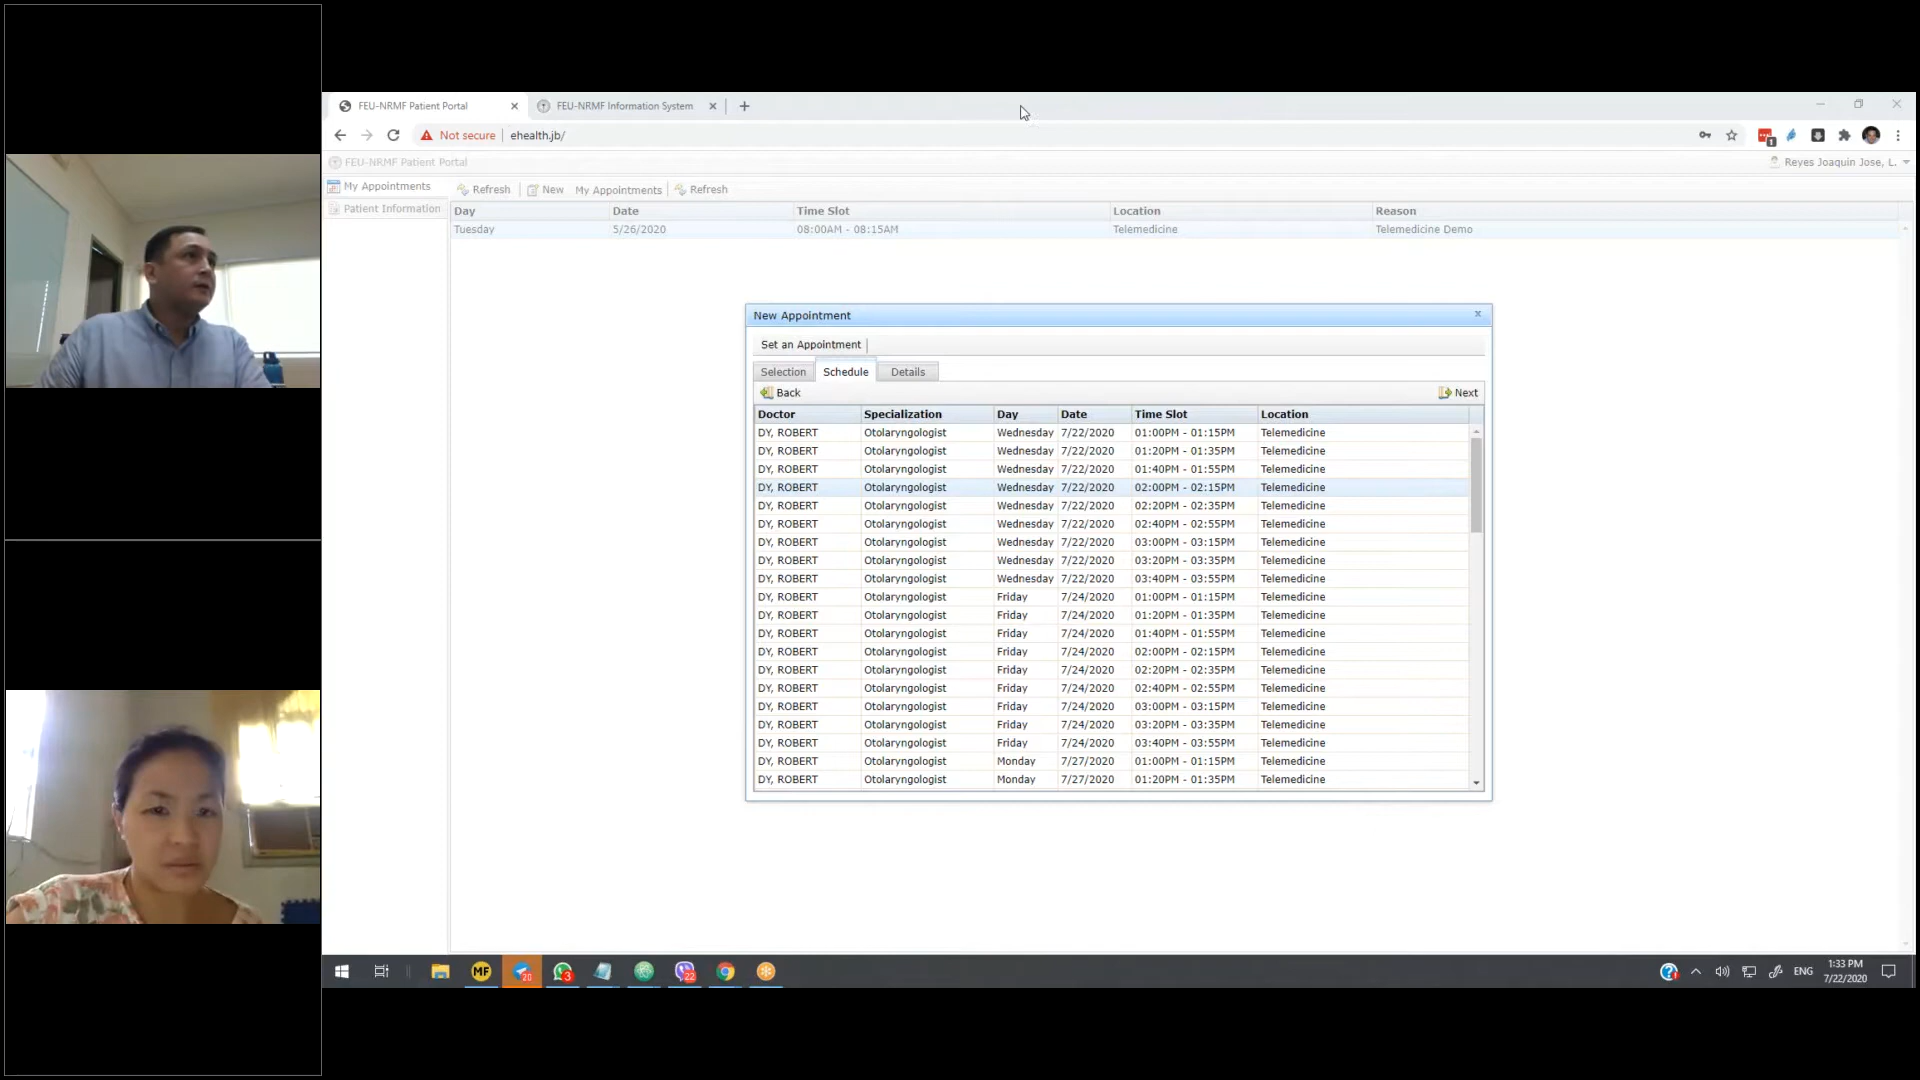 FEU-NRMF Patient Portal
FEU-NRMF Information System
Not secure
ehealth.jb/
1
FEU-NRMF Patient Portal
Reyes Joaquin Jose, L.
My Appointments
Patient Information
Refresh
New
My Appointments
Refresh
Day Date Time Slot Location Reason
Tuesday 5/26/2020 08:00AM - 08:15AM Telemedicine Telemedicine Demo
New Appointment
Set an Appointment
Selection Schedule Details
Back Next
Doctor Specialization Day Date Time Slot Location
DY, ROBERT Otolaryngologist Wednesday 7/22/2020 01:00PM - 01:15PM Telemedicine
DY, ROBERT Otolaryngologist Wednesday 7/22/2020 01:20PM - 01:35PM Telemedicine
DY, ROBERT Otolaryngologist Wednesday 7/22/2020 01:40PM - 01:55PM Telemedicine
DY, ROBERT Otolaryngologist Wednesday 7/22/2020 02:00PM - 02:15PM Telemedicine
DY, ROBERT Otolaryngologist Wednesday 7/22/2020 02:20PM - 02:35PM Telemedicine
DY, ROBERT Otolaryngologist Wednesday 7/22/2020 02:40PM - 02:55PM Telemedicine
DY, ROBERT Otolaryngologist Wednesday 7/22/2020 03:00PM - 03:15PM Telemedicine
DY, ROBERT Otolaryngologist Wednesday 7/22/2020 03:20PM - 03:35PM Telemedicine
DY, ROBERT Otolaryngologist Wednesday 7/22/2020 03:40PM - 03:55PM Telemedicine
DY, ROBERT Otolaryngologist Friday 7/24/2020 01:00PM - 01:15PM Telemedicine
DY, ROBERT Otolaryngologist Friday 7/24/2020 01:20PM - 01:35PM Telemedicine
DY, ROBERT Otolaryngologist Friday 7/24/2020 01:40PM - 01:55PM Telemedicine
DY, ROBERT Otolaryngologist Friday 7/24/2020 02:00PM - 02:15PM Telemedicine
DY, ROBERT Otolaryngologist Friday 7/24/2020 02:20PM - 02:35PM Telemedicine
DY, ROBERT Otolaryngologist Friday 7/24/2020 02:40PM - 02:55PM Telemedicine
DY, ROBERT Otolaryngologist Friday 7/24/2020 03:00PM - 03:15PM Telemedicine
DY, ROBERT Otolaryngologist Friday 7/24/2020 03:20PM - 03:35PM Telemedicine
DY, ROBERT Otolaryngologist Friday 7/24/2020 03:40PM - 03:55PM Telemedicine
DY, ROBERT Otolaryngologist Monday 7/27/2020 01:00PM - 01:15PM Telemedicine
DY, ROBERT Otolaryngologist Monday 7/27/2020 01:20PM - 01:35PM Telemedicine
MF 20 3 22
ENG
1:33 PM
7/22/2020